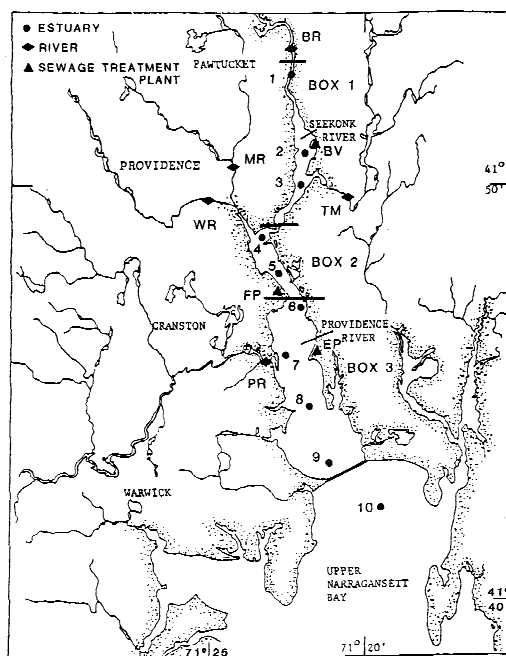 ESTUARY
RIVER
SEWAGE TREATMENT
PLANT
BR
PAWTUCKET
1
BOX 1
SEEKONK
RIVER
2
BV
PROVIDENCE
MR
3
41°
50'
WR
TM
4
BOX 2
5
FP
6
CRANSTON
PROVIDENCE
RIVER
EP
7
BOX 3
PR
8
9
WARWICK
10
UPPER
NARRAGANSETT
BAY
41°
40'
71° 25
71° 20'